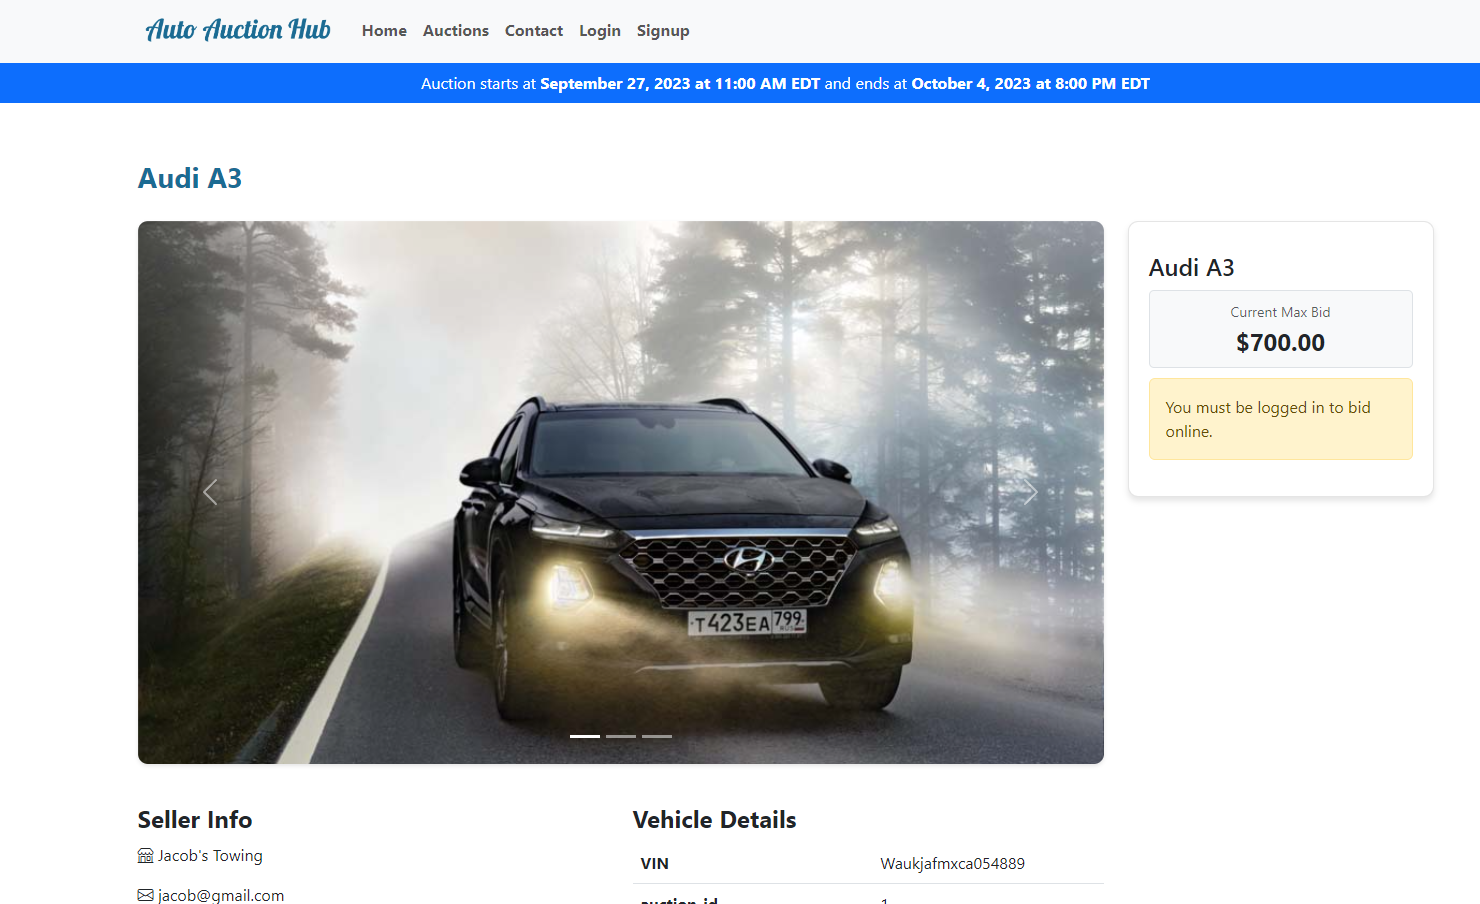 Auto Auction Hub
Home Auctions Contact Login Signup
Auction starts at September 27, 2023 at 11:00 AM EDT and ends at October 4, 2023 at 8:00 PM EDT
Audi A3
T423EA 799
RUS
Audi A3
Current Max Bid
$700.00
You must be logged in to bid
online.
Seller Info
Jacob's Towing
jacob@gmail.com
Vehicle Details
VIN Waukjafmxca054889
auction_id 1